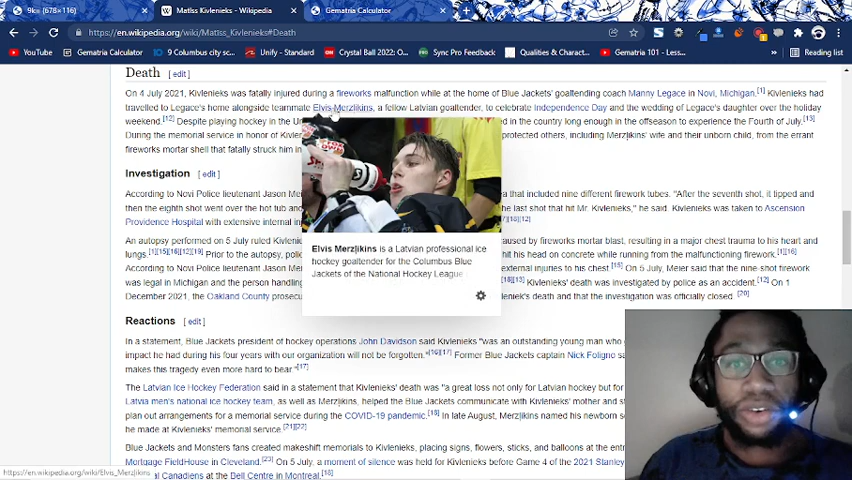 9кн (678×116)
Matīss Kivlenieks - Wikipedia
Gematria Calculator
en.wikipedia.org/wiki/Matīss_Kivlenieks#Death
YouTube
Gematria Calculator
9 Columbus city sc...
Unify - Standard
Crystal Ball 2022: O...
Sync Pro Feedback
Qualities & Charact...
Gematria 101 - Less...
Reading list
Death [ edit ]
On 4 July 2021, Kivlenieks was fatally injured during a fireworks malfunction while at the home of Blue Jackets' goaltending coach Manny Legace in Novi, Michigan.[1] Kivlenieks had
travelled to Legace's home alongside teammate Elvis Merzļikins, a fellow Latvian goaltender, to celebrate Independence Day and the wedding of Legace's daughter over the holiday
weekend.[12] Despite playing hockey in the Un in the country long enough in the offseason to experience the Fourth of July.[13]
During the memorial service in honor of Kivle protected others, including Merzļikins' wife and their unborn child, from the errant
fireworks mortar shell that fatally struck him in
Investigation [ edit ]
According to Novi Police lieutenant Jason Mei a that included nine different firework tubes. "After the seventh shot, it tipped and
then the eighth shot went over the hot tub and the last shot that hit Mr. Kivlenieks," he said. Kivlenieks was taken to Ascension
Providence Hospital with extensive internal in [17][18][12]
An autopsy performed on 5 July ruled Kivleni caused by fireworks mortar blast, resulting in a major chest trauma to his heart and
lungs.[1][15][16][12][19] Prior to the autopsy, polic hit his head on concrete while running from the malfunctioning firework.[1][16]
According to Novi Police lieutenant Jason Mei external injuries to his chest.[15] On 6 July, Meier said that the nine-shot firework
was legal in Michigan and the person handling [18][13] Kivlenieks' death was investigated by police as an accident.[12] On 1
December 2021, Oakland County prosecu Kivleniek's death and that the investigation was officially closed.[20]
Elvis Merzļikins is a Latvian professional ice
hockey goaltender for the Columbus Blue
Jackets of the National Hockey League
Reactions [ edit ]
In a statement, Blue Jackets president of hockey operations John Davidson said Kivlenieks "was an outstanding young man who g
impact he had during his four years with our organization will not be forgotten."[16][17] Former Blue Jackets captain Nick Foligno s
makes this tragedy even more hard to bear."[17]
The Latvian Ice Hockey Federation said in a statement that Kivlenieks' death was "a great loss not only for Latvian hockey but for
Latvia men's national ice hockey team, as well as Merzļikins, helped the Blue Jackets communicate with Kivlenieks' mother and s
plan out arrangements for a memorial service during the COVID-19 pandemic.[18] In late August, Merzļikins named his newborn s
he made at Kivlenieks' memorial service.
[21][22]
Blue Jackets and Monsters fans created makeshift memorials to Kivlenieks, placing signs, flowers, sticks, and balloons at the entr
Mortgage FieldHouse in Cleveland.[23] On 5 July, a moment of silence was held for Kivlenieks before Game 4 of the 2021 Stanley
al Canadiens at the Bell Centre in Montreal.[18]
https://en.wikipedia.org/wiki/Elvis_Merzļikins